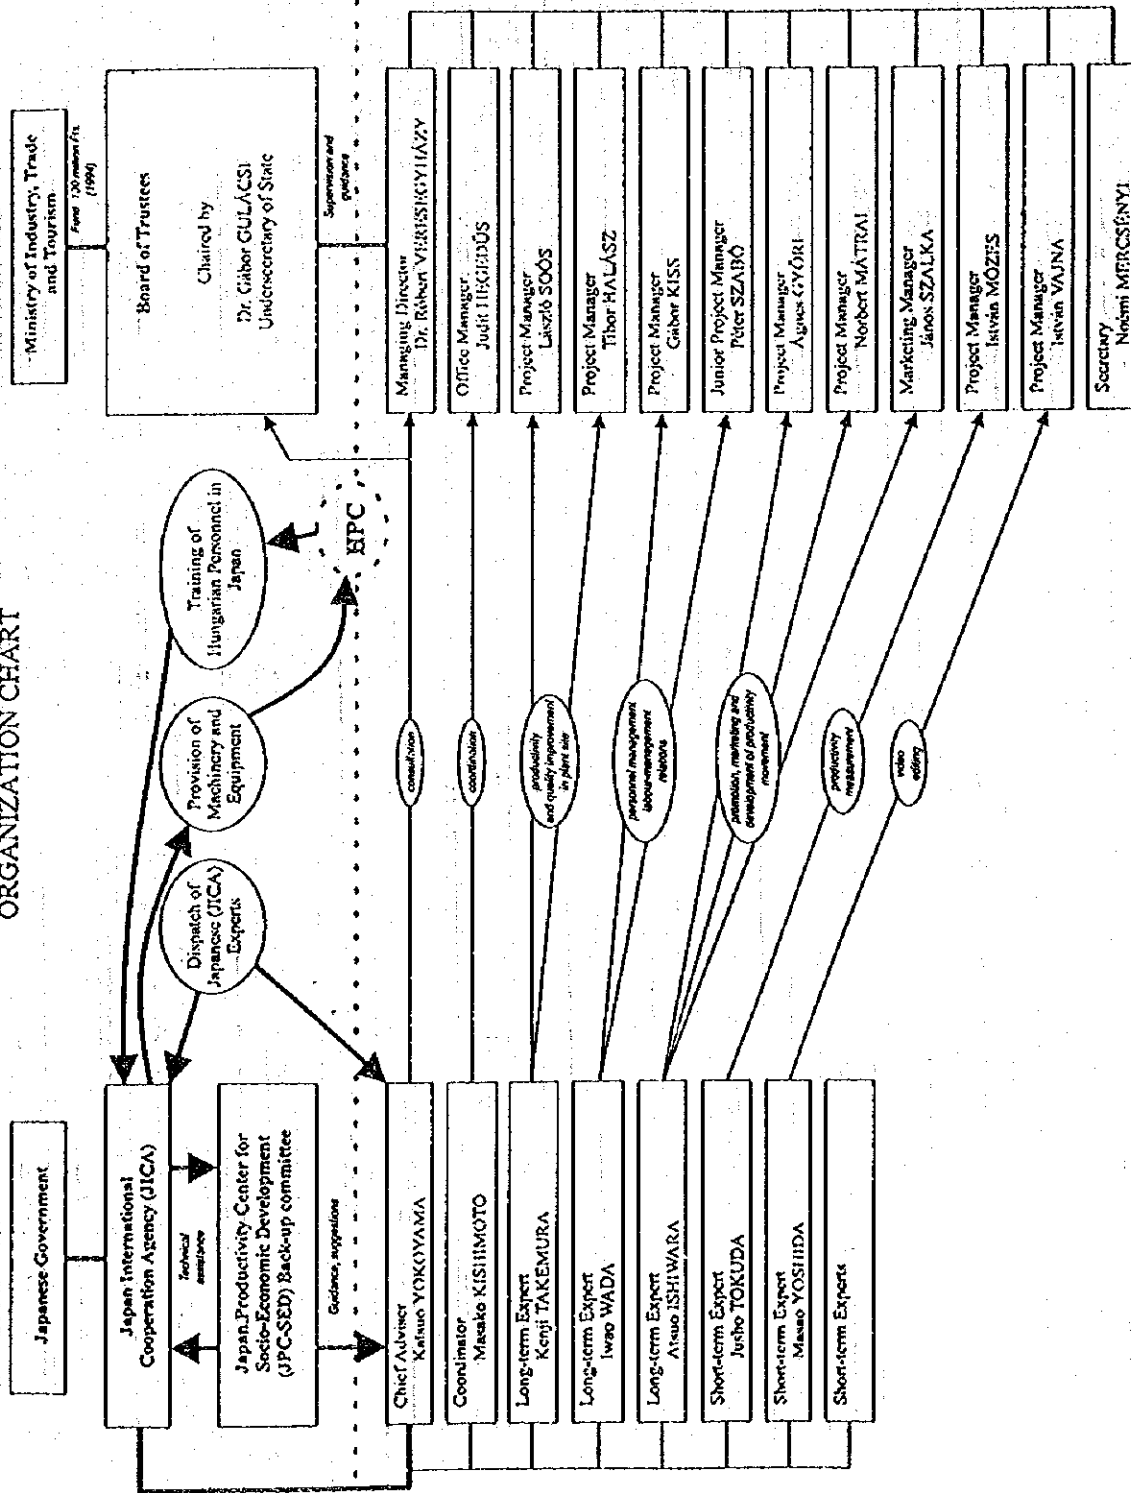 ORGANIZATION CHART
Japanese Government
Japan International
Cooperation Agency (JICA)
Technical
assistance
Japan Productivity Center for
Socio-Economic Development
(JPC-SED) Back-up committee
Guidance, suggestions
Dispatch of
Japanese (JICA)
Experts
Provision of
Machinery and
Equipment
Training of
Hungarian Personnel in
Japan
HPC
Ministry of Industry, Trade
and Tourism
Fund 130 million Fts.
(1994)
Board of Trustees
Chaired by
Dr. Gábor GULÁCSI
Undersecretary of State
Supervision and
guidance
Chief Adviser
Katsuo YOKOYAMA
Coordinator
Masako KISHIMOTO
Long-term Expert
Kenji TAKEMURA
Long-term Expert
Iwao WADA
Long-term Expert
Atsuo ISHIWARA
Short-term Expert
Jusho TOKUDA
Short-term Expert
Masao YOSHIDA
Short-term Experts
consultation
coordination
productivity
and quality improvement
in plant site
personnel management
labour-management
relations
promotion, marketing and
development of productivity
movement
productivity
measurement
video
editing
Managing Director
Dr. Róbert VERESEGYHÁZY
Office Manager
Judit HEGEDŰS
Project Manager
László SOÓS
Project Manager
Tibor HALÁSZ
Project Manager
Gábor KISS
Junior Project Manager
Péter SZABÓ
Project Manager
Ágnes GYŐRI
Project Manager
Norbert MÁTRAI
Marketing Manager
János SZALKA
Project Manager
István MÓZES
Project Manager
István VAJNA
Secretary
Noémi MERCSÉNYI